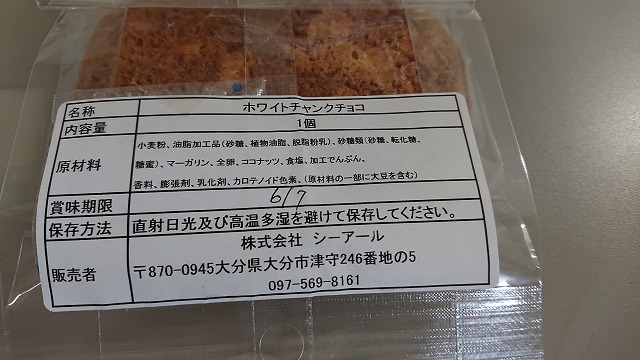 名称 ホワイトチャンクチョコ
内容量 1個
原材料 小麦粉、油脂加工品(砂糖、植物油脂、脱脂粉乳)、砂糖類(砂糖、転化糖、
糖蜜)、マーガリン、全卵、ココナッツ、食塩、加工でんぷん、
香料、膨張剤、乳化剤、カロテノイド色素、(原材料の一部に大豆を含む)
賞味期限 6/7
保存方法 直射日光及び高温多湿を避けて保存してください。
販売者 株式会社 シーアール
〒870-0945大分県大分市津守246番地の5
097-569-8161